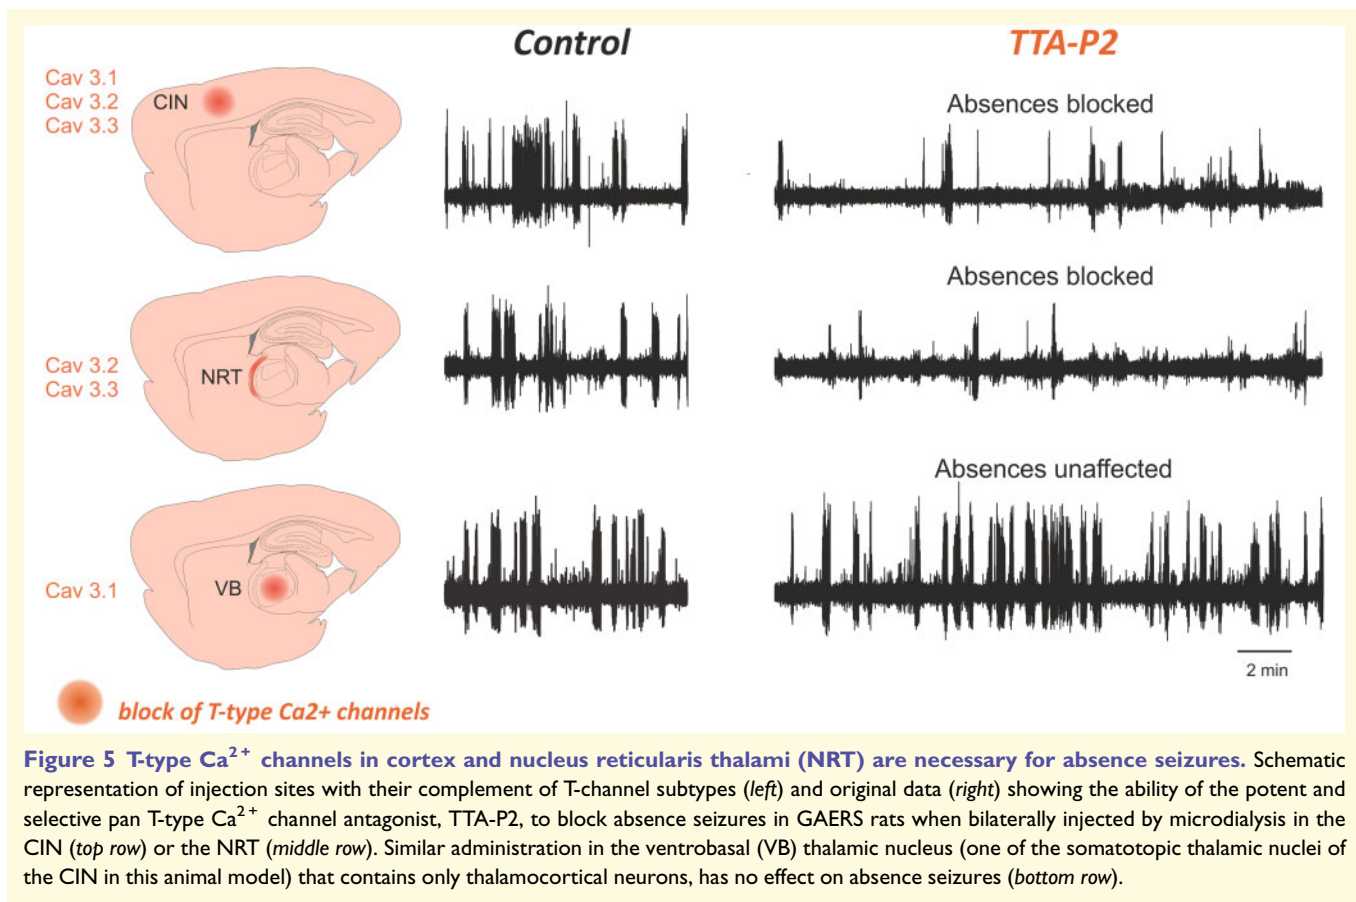 Control
TTA-P2
Cav 3.1
Cav 3.2
Cav 3.3
CIN
Absences blocked
Cav 3.2
Cav 3.3
NRT
Absences blocked
Cav 3.1
VB
Absences unaffected
2 min
block of T-type Ca2+ channels
Figure 5 T-type Ca²⁺ channels in cortex and nucleus reticularis thalami (NRT) are necessary for absence seizures. Schematic
representation of injection sites with their complement of T-channel subtypes (left) and original data (right) showing the ability of the potent and
selective pan T-type Ca²⁺ channel antagonist, TTA-P2, to block absence seizures in GAERS rats when bilaterally injected by microdialysis in the
CIN (top row) or the NRT (middle row). Similar administration in the ventrobasal (VB) thalamic nucleus (one of the somatotopic thalamic nuclei of
the CIN in this animal model) that contains only thalamocortical neurons, has no effect on absence seizures (bottom row).